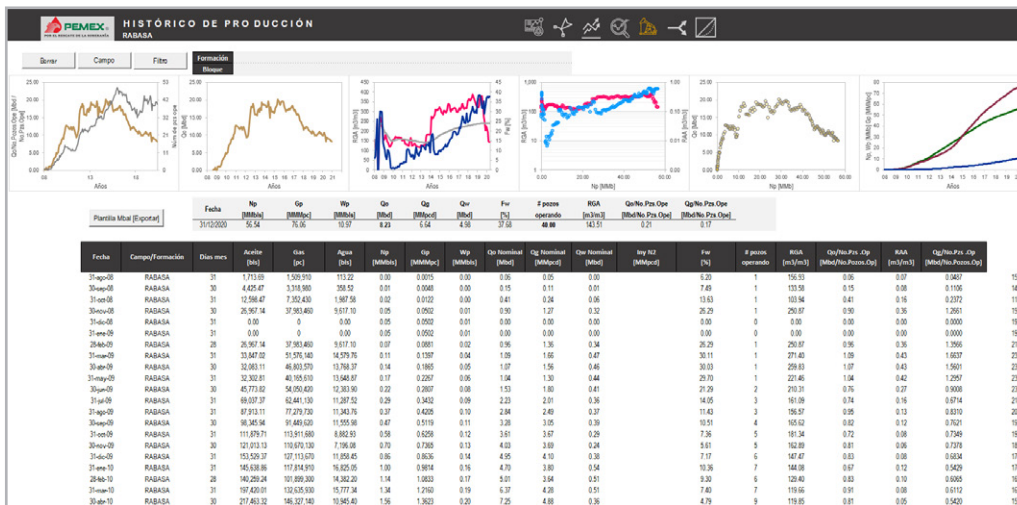 PEMEX®
POR EL RESCATE DE LA SOBERANÍA
HISTÓRICO DE PRODUCCIÓN
RABASA
Borrar Campo Filtro Formación
Bloque
Años Años Años Np [MMbl] Np [MMbl] Años
Plantilla Mbal [Exportar]
Fecha Np [MMbls] Gp [MMMpc] Wp [MMbls] Qo [Mbd] Qg [MMpcd] Qw [Mbd] Fw [%] # pozos operando RGA [m3/m3] Qo/No.Pzs.Ope [Mbd/No.Pzs.Ope] Qg/No.Pzs.Ope [Mbd/No.Pzs.Ope]
31/12/2020 56.54 76.06 10.97 8.23 6.64 4.98 37.68 40.00 143.51 0.21 0.17
Fecha Campo/Formación Días mes Aceite [bls] Gas [pc] Agua [bls] Np [MMbls] Gp [MMMpc] Wp [MMbls] Qo Nominal [Mbd] Qg Nominal [MMpcd] Qw Nominal [Mbd] Iny N2 [MMpcd] Fw [%] # pozos operando RGA [m3/m3] Qo/No.Pzs .Op [Mbd/No.Pozos.Op] RAA [m3/m3] Qg/No.Pzs .Op [Mbd/No.Pozos.Op]
31-ago-08 RABASA 31 1,713.69 1,509,910 113.22 0.00 0.0015 0.00 0.06 0.05 0.00 6.20 1 156.93 0.06 0.07 0.0487
30-sep-08 RABASA 30 4,425.47 3,318,980 358.52 0.01 0.0048 0.00 0.15 0.11 0.01 7.49 1 133.58 0.15 0.08 0.1106
31-oct-08 RABASA 31 12,598.47 7,352,430 1,987.58 0.02 0.0122 0.00 0.41 0.24 0.06 13.63 1 103.94 0.41 0.16 0.2372
30-nov-08 RABASA 30 26,967.14 37,983,460 9,617.10 0.05 0.0502 0.01 0.90 1.27 0.32 26.29 1 250.87 0.90 0.36 1.2661
31-dic-08 RABASA 31 0.00 0 0.00 0.05 0.0502 0.01 0.00 0.00 0.00 0.00 0 0.00 0.00 0.00 0.0000
31-ene-09 RABASA 31 0.00 0 0.00 0.05 0.0502 0.01 0.00 0.00 0.00 0.00 0 0.00 0.00 0.00 0.0000
28-feb-09 RABASA 28 26,967.14 37,983,460 9,617.10 0.07 0.0881 0.02 0.96 1.36 0.34 26.29 1 250.87 0.96 0.36 1.3566
31-mar-09 RABASA 31 33,847.02 51,576,140 14,579.76 0.11 0.1397 0.04 1.09 1.66 0.47 30.11 1 271.40 1.09 0.43 1.6637
30-abr-09 RABASA 30 32,083.11 46,803,570 13,768.37 0.14 0.1865 0.05 1.07 1.56 0.46 30.03 1 259.83 1.07 0.43 1.5601
31-may-09 RABASA 31 32,302.81 40,165,610 13,648.87 0.17 0.2267 0.06 1.04 1.30 0.44 29.70 1 221.46 1.04 0.42 1.2957
30-jun-09 RABASA 30 45,773.82 54,050,420 12,383.90 0.22 0.2807 0.08 1.53 1.80 0.41 21.29 2 210.31 0.76 0.27 0.9008
31-jul-09 RABASA 31 69,037.37 62,441,130 11,287.52 0.29 0.3432 0.09 2.23 2.01 0.36 14.05 3 161.09 0.74 0.16 0.6714
31-ago-09 RABASA 31 87,913.11 77,279,730 11,343.76 0.37 0.4205 0.10 2.84 2.49 0.37 11.43 3 156.57 0.95 0.13 0.8310
30-sep-09 RABASA 30 98,345.94 91,449,620 11,555.98 0.47 0.5119 0.11 3.28 3.05 0.39 10.51 4 165.62 0.82 0.12 0.7621
31-oct-09 RABASA 31 111,879.71 113,911,680 8,882.93 0.58 0.6258 0.12 3.61 3.67 0.29 7.36 5 181.34 0.72 0.08 0.7349
30-nov-09 RABASA 30 121,013.13 110,670,130 7,196.08 0.70 0.7365 0.13 4.03 3.69 0.24 5.61 5 162.89 0.81 0.06 0.7378
31-dic-09 RABASA 31 153,529.37 127,113,670 11,858.45 0.86 0.8636 0.14 4.95 4.10 0.38 7.17 6 147.47 0.83 0.08 0.6834
31-ene-10 RABASA 31 145,638.86 117,814,910 16,825.05 1.00 0.9814 0.16 4.70 3.80 0.54 10.36 7 144.08 0.67 0.12 0.5429
28-feb-10 RABASA 28 140,259.24 101,899,300 14,382.20 1.14 1.0833 0.17 5.01 3.64 0.51 9.30 6 129.40 0.83 0.10 0.6065
31-mar-10 RABASA 31 197,420.01 132,635,930 15,777.34 1.34 1.2160 0.19 6.37 4.28 0.51 7.40 7 119.66 0.91 0.08 0.6112
30-abr-10 RABASA 30 217,463.32 146,327,140 10,945.40 1.56 1.3623 0.20 7.25 4.88 0.36 4.79 9 119.85 0.81 0.05 0.5420